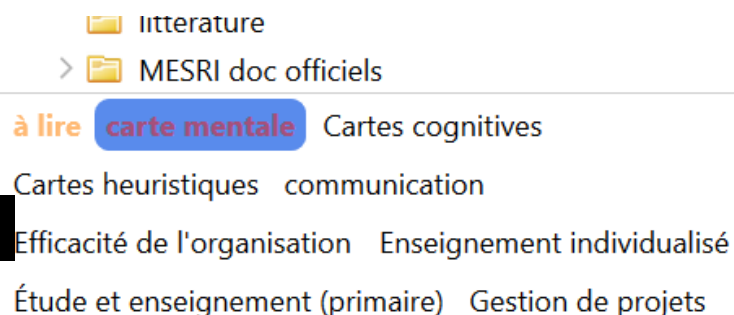 litterature
MESRI doc officiels
à lire carte mentale Cartes cognitives
Cartes heuristiques communication
Efficacité de l'organisation Enseignement individualisé
Étude et enseignement (primaire) Gestion de projets